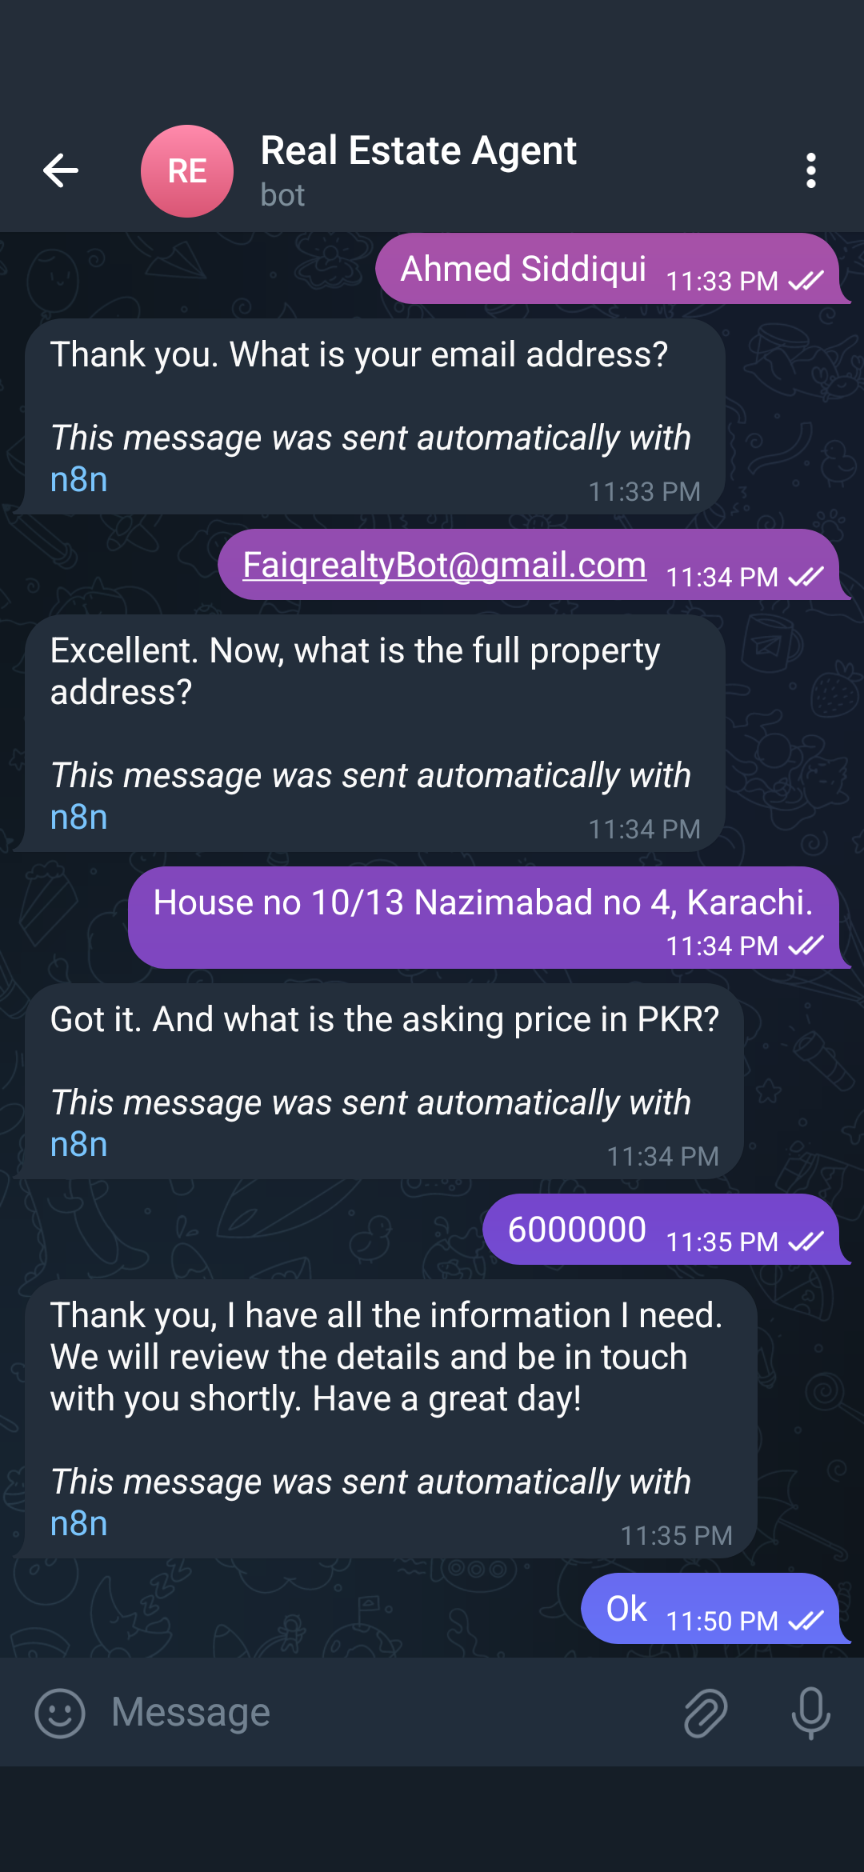 RE
Real Estate Agent
bot
Ahmed Siddiqui 11:33 PM
Thank you. What is your email address?
This message was sent automatically with
n8n
11:33 PM
FaiqrealtyBot@gmail.com 11:34 PM
Excellent. Now, what is the full property
address?
This message was sent automatically with
n8n
11:34 PM
House no 10/13 Nazimabad no 4, Karachi.
11:34 PM
Got it. And what is the asking price in PKR?
This message was sent automatically with
n8n
11:34 PM
6000000 11:35 PM
Thank you, I have all the information I need.
We will review the details and be in touch
with you shortly. Have a great day!
This message was sent automatically with
n8n
11:35 PM
Ok 11:50 PM
Message